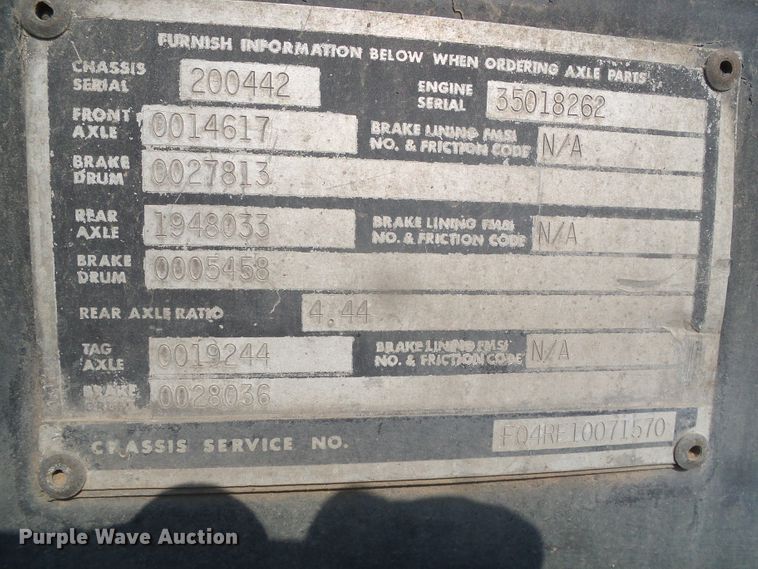 FURNISH INFORMATION BELOW WHEN ORDERING AXLE PARTS
CHASSIS SERIAL 200442 ENGINE SERIAL 35018262
FRONT AXLE 0014617 BRAKE LINING FMSI NO. & FRICTION CODE N/A
BRAKE DRUM 0027813
REAR AXLE 1948033 BRAKE LINING FMSI NO. & FRICTION CODE N/A
BRAKE DRUM 0005458
REAR AXLE RATIO 4.44
TAG AXLE 0019244 BRAKE LINING FMSI NO. & FRICTION CODE N/A
BRAKE DRUM 0028036
CHASSIS SERVICE NO. F04RE10071570
Purple Wave Auction®